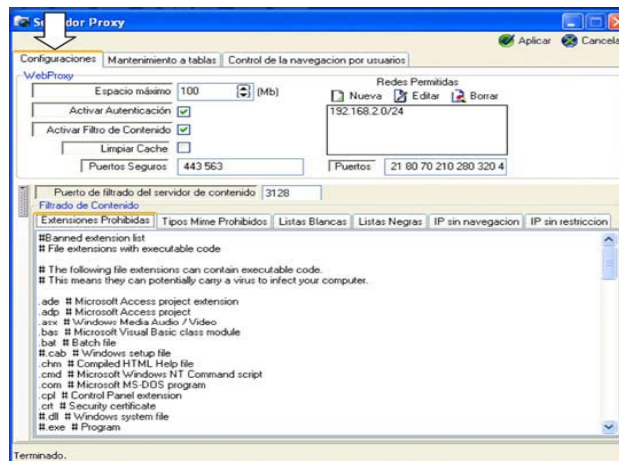 Servidor Proxy
Aplicar Cancela
Configuraciones Mantenimiento a tablas Control de la navegacion por usuarios
WebProxy
Espacio máximo 100 (Mb)
Activar Autenticación
Activar Filtro de Contenido
Limpiar Cache
Puertos Seguros 443 563
Redes Permitidas
Nueva Editar Borrar
192.168.2.0/24
Puertos 21 80 70 210 280 320 4
Puerto de filtrado del servidor de contenido 3128
Filtrado de Contenido
Extensiones Prohibidas Tipos Mime Prohibidos Listas Blancas Listas Negras IP sin navegacion IP sin restriccion
#Banned extension list
# File extensions with executable code
# The following file extensions can contain executable code.
# This means they can potentially carry a virus to infect your computer.
.ade # Microsoft Access project extension
.adp # Microsoft Access project
.asx # Windows Media Audio / Video
.bas # Microsoft Visual Basic class module
.bat # Batch file
#.cab # Windows setup file
.chm # Compiled HTML Help file
.cmd # Microsoft Windows NT Command script
.com # Microsoft MS-DOS program
.cpl # Control Panel extension
.crt # Security certificate
#.dll # Windows system file
#.exe # Program
Terminado.